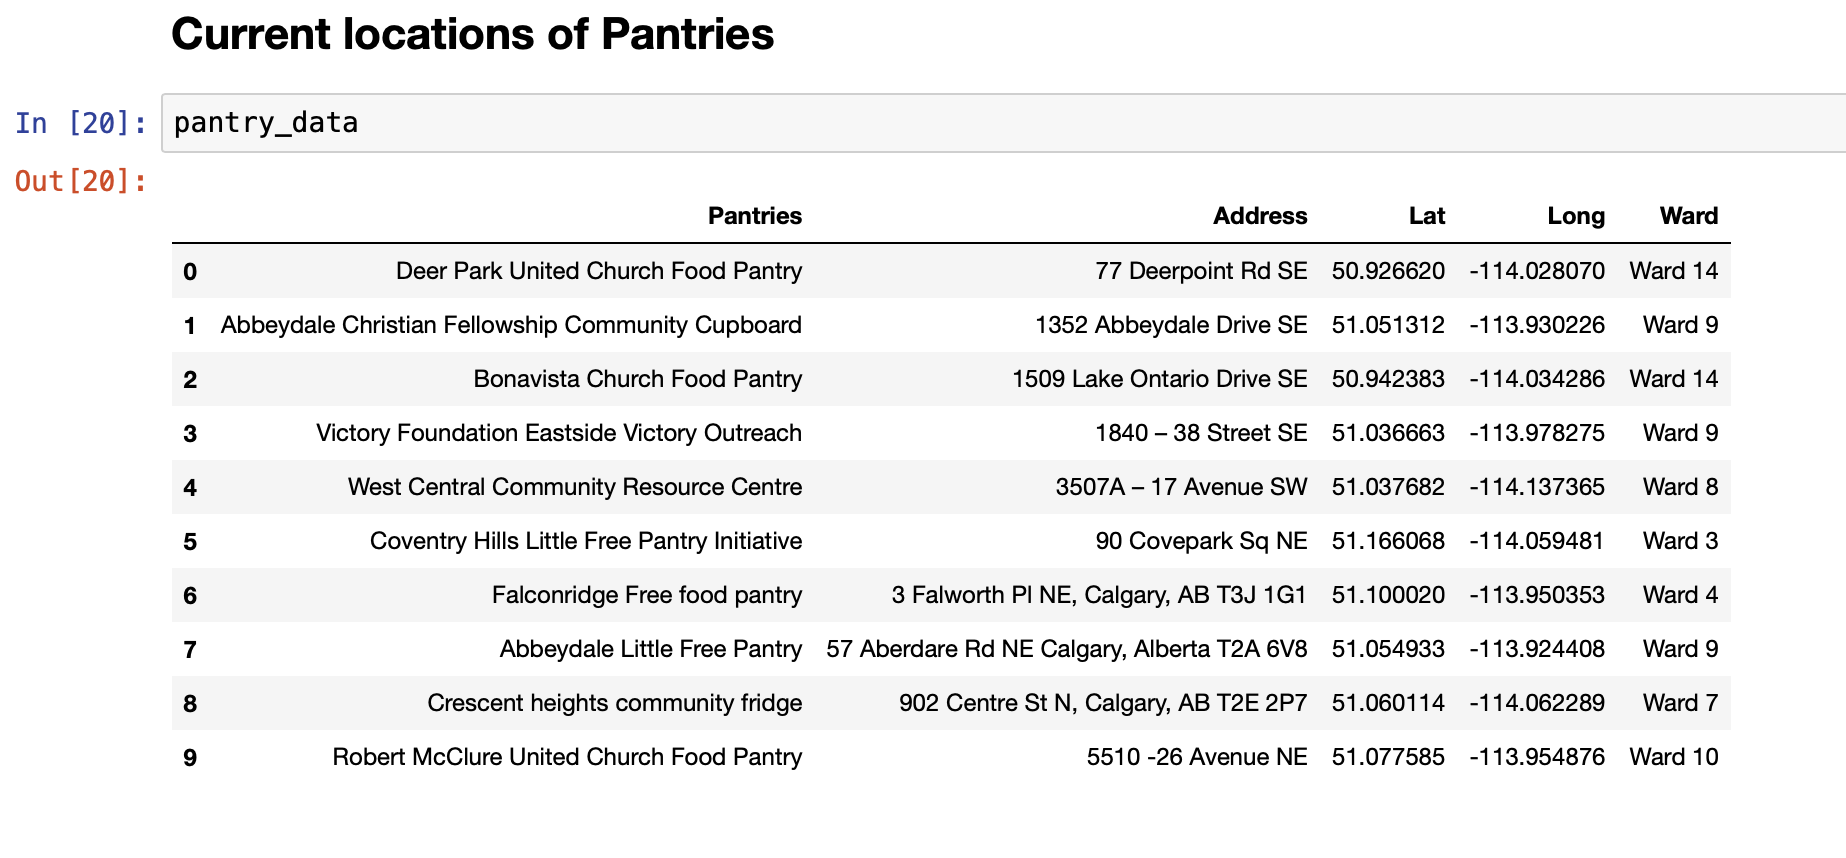 Current locations of Pantries
In [20]: pantry_data
Out[20]:
Pantries Address Lat Long Ward
0 Deer Park United Church Food Pantry 77 Deerpoint Rd SE 50.926620 -114.028070 Ward 14
1 Abbeydale Christian Fellowship Community Cupboard 1352 Abbeydale Drive SE 51.051312 -113.930226 Ward 9
2 Bonavista Church Food Pantry 1509 Lake Ontario Drive SE 50.942383 -114.034286 Ward 14
3 Victory Foundation Eastside Victory Outreach 1840 – 38 Street SE 51.036663 -113.978275 Ward 9
4 West Central Community Resource Centre 3507A – 17 Avenue SW 51.037682 -114.137365 Ward 8
5 Coventry Hills Little Free Pantry Initiative 90 Covepark Sq NE 51.166068 -114.059481 Ward 3
6 Falconridge Free food pantry 3 Falworth Pl NE, Calgary, AB T3J 1G1 51.100020 -113.950353 Ward 4
7 Abbeydale Little Free Pantry 57 Aberdare Rd NE Calgary, Alberta T2A 6V8 51.054933 -113.924408 Ward 9
8 Crescent heights community fridge 902 Centre St N, Calgary, AB T2E 2P7 51.060114 -114.062289 Ward 7
9 Robert McClure United Church Food Pantry 5510 -26 Avenue NE 51.077585 -113.954876 Ward 10